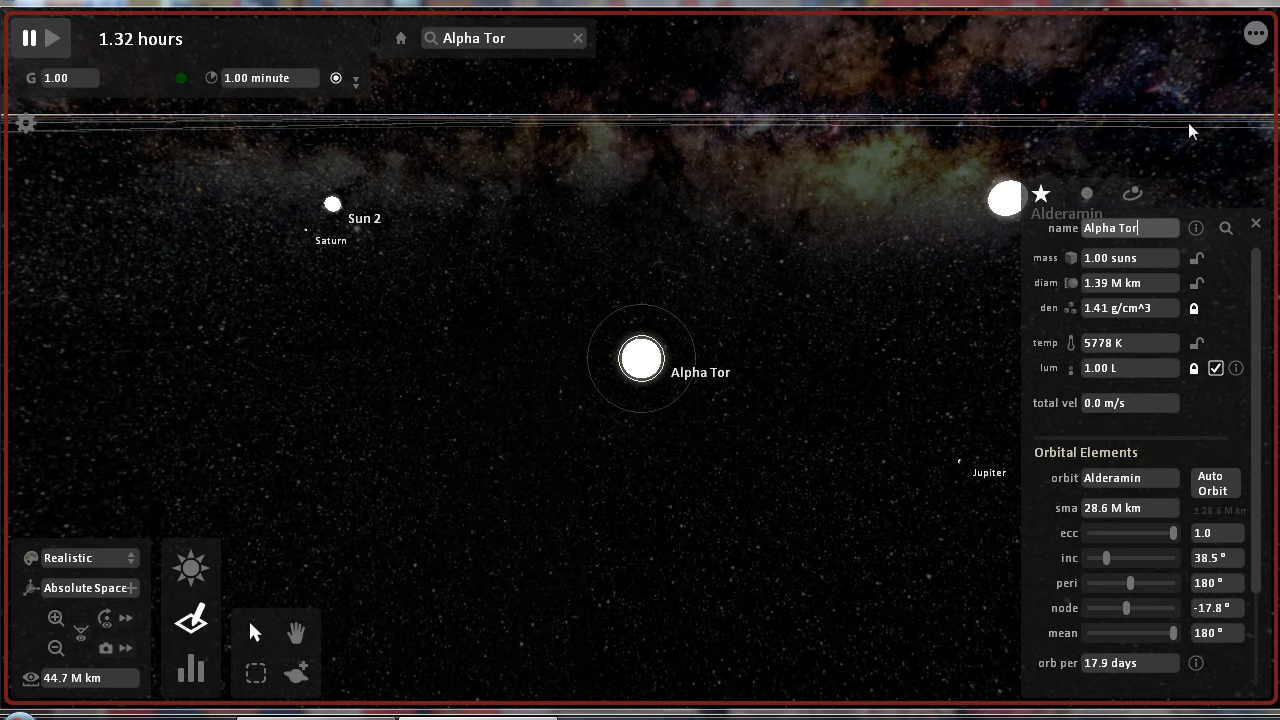 1.32 hours
Alpha Tor
G 1.00
1.00 minute
Sun 2
Saturn
Alpha Tor
Jupiter
Alderamin
name Alpha Tor
mass 1.00 suns
diam 1.39 M km
den 1.41 g/cm^3
temp 5778 K
lum 1.00 L
total vel 0.0 m/s
Orbital Elements
orbit Alderamin Auto Orbit
sma 28.6 M km ±28.6 M km
ecc 1.0
inc 38.5°
peri 180°
node -17.8°
mean 180°
orb per 17.9 days
Realistic
Absolute Space
44.7 M km